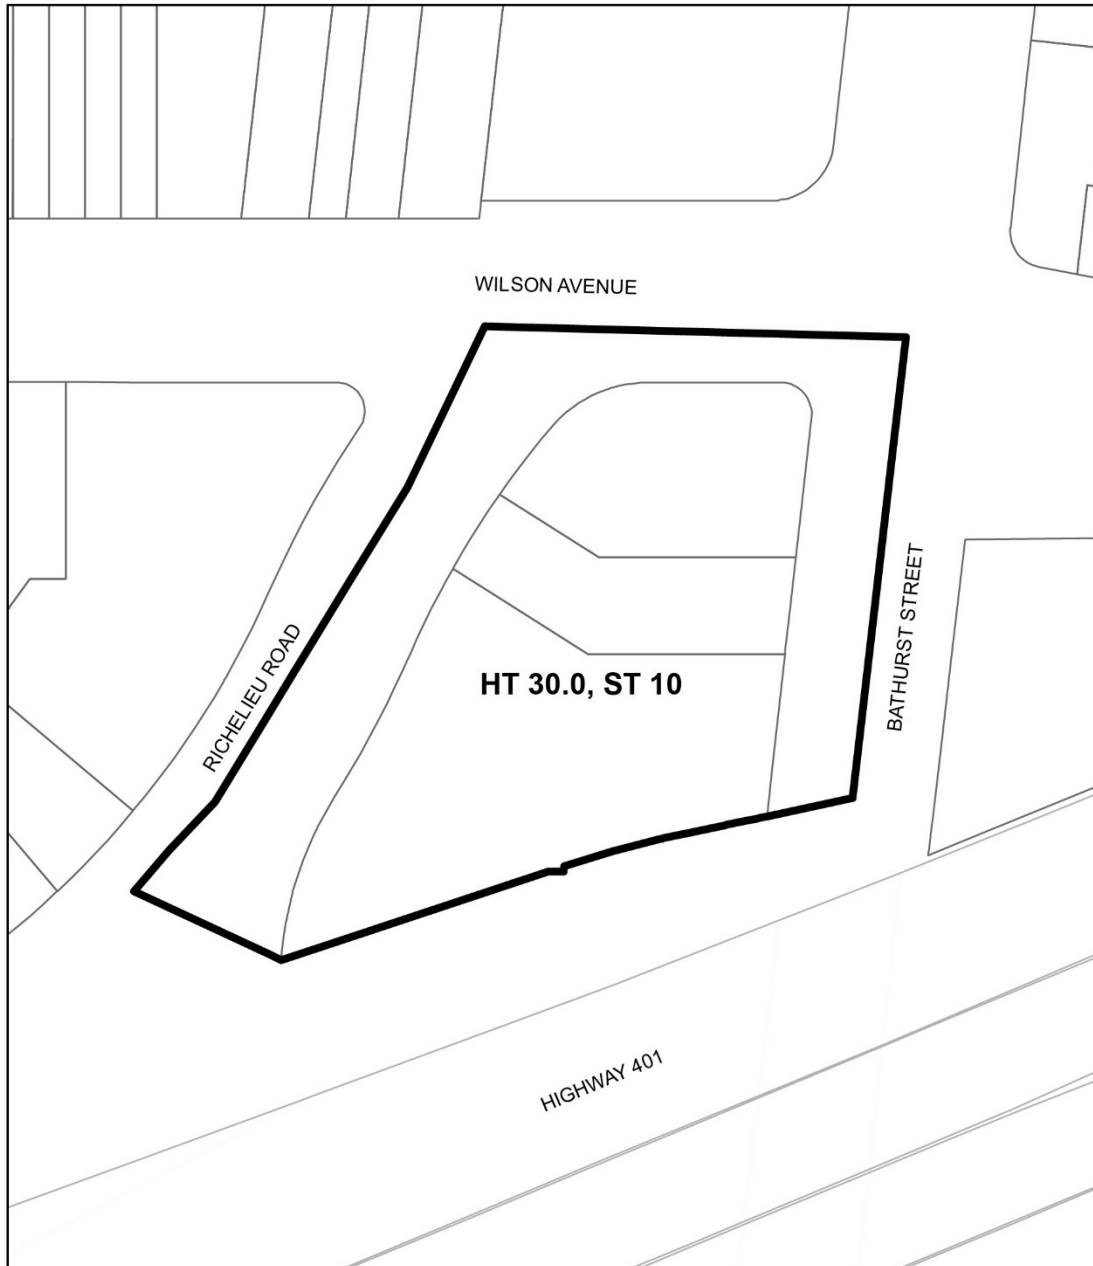 WILSON AVENUE
RICHELIEU ROAD
HT 30.0, ST 10
BATHURST STREET
HIGHWAY 401